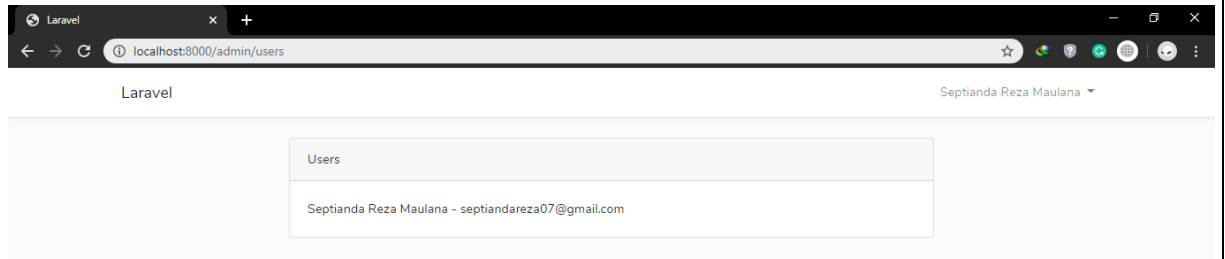 Laravel
localhost:8000/admin/users
Laravel
Septianda Reza Maulana
Users
Septianda Reza Maulana - septiandareza07@gmail.com